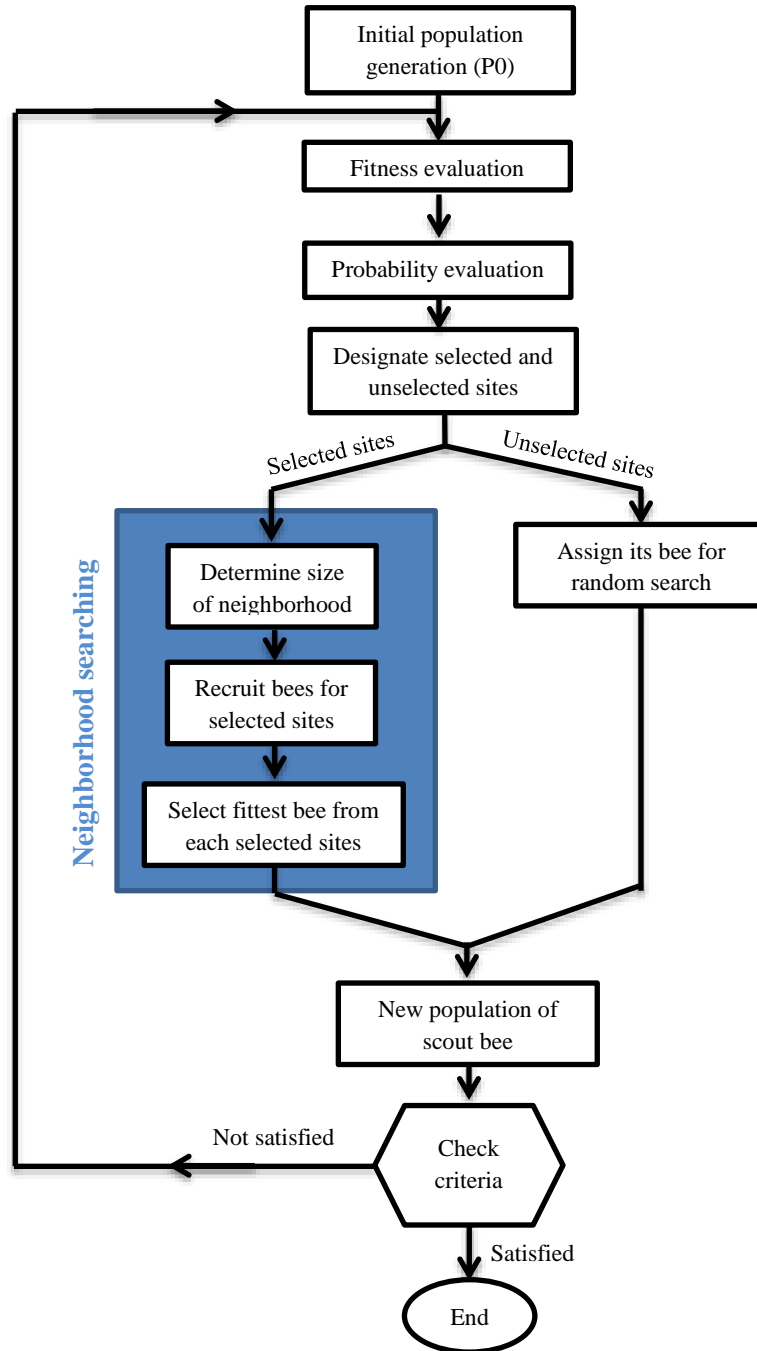 Initial population
generation (P0)
Fitness evaluation
Probability evaluation
Designate selected and
unselected sites
Selected sites
Unselected sites
Neighborhood searching
Determine size
of neighborhood
Recruit bees for
selected sites
Select fittest bee from
each selected sites
Assign its bee for
random search
New population of
scout bee
Not satisfied
Check
criteria
Satisfied
End